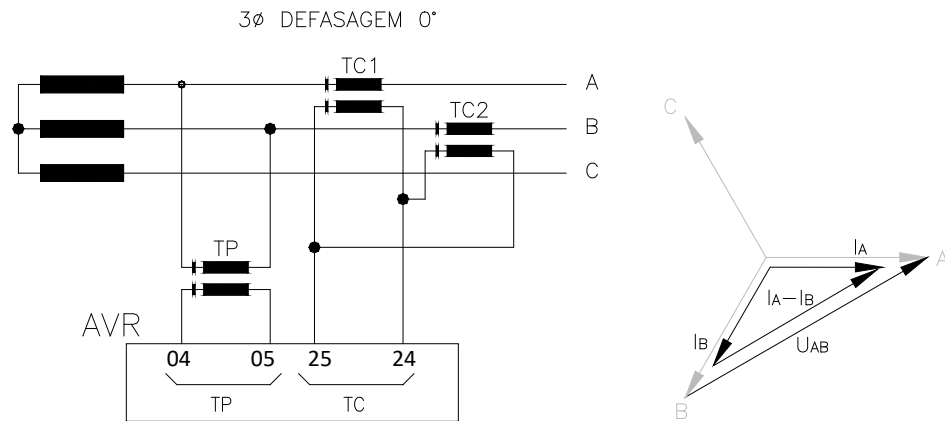 3ø DEFASAGEM 0°
TC1
A
TC2
B
C
TP
AVR
04 05 25 24
TP TC
C
IA
A
IA-IB
IB
UAB
B